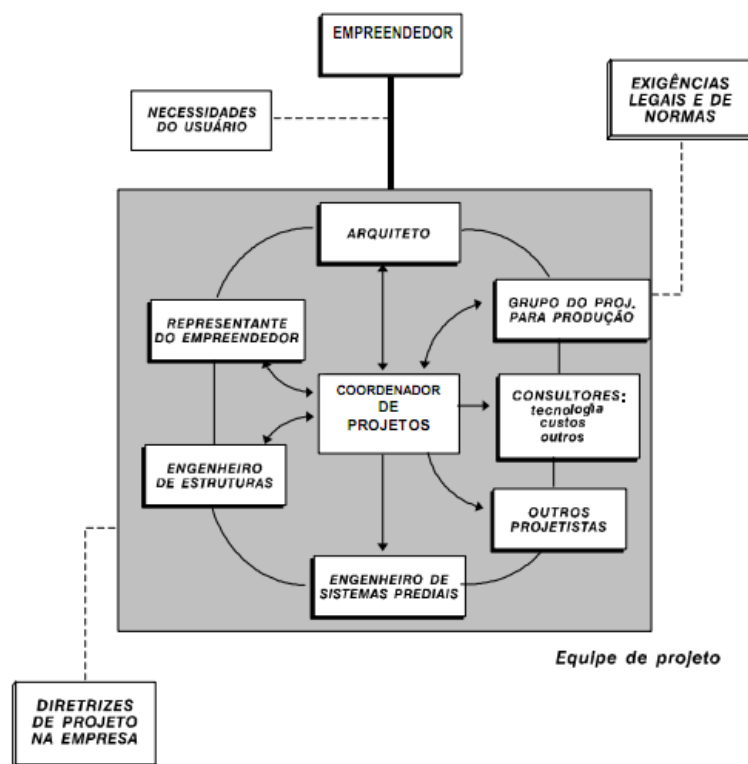 EMPREENDEDOR
NECESSIDADES
DO USUÁRIO
EXIGÊNCIAS
LEGAIS E DE
NORMAS
ARQUITETO
REPRESENTANTE
DO EMPREENDEDOR
GRUPO DO PROJ.
PARA PRODUÇÃO
COORDENADOR
DE
PROJETOS
CONSULTORES:
tecnologia
custos
outros
ENGENHEIRO
DE ESTRUTURAS
OUTROS
PROJETISTAS
ENGENHEIRO DE
SISTEMAS PREDIAIS
Equipe de projeto
DIRETRIZES
DE PROJETO
NA EMPRESA